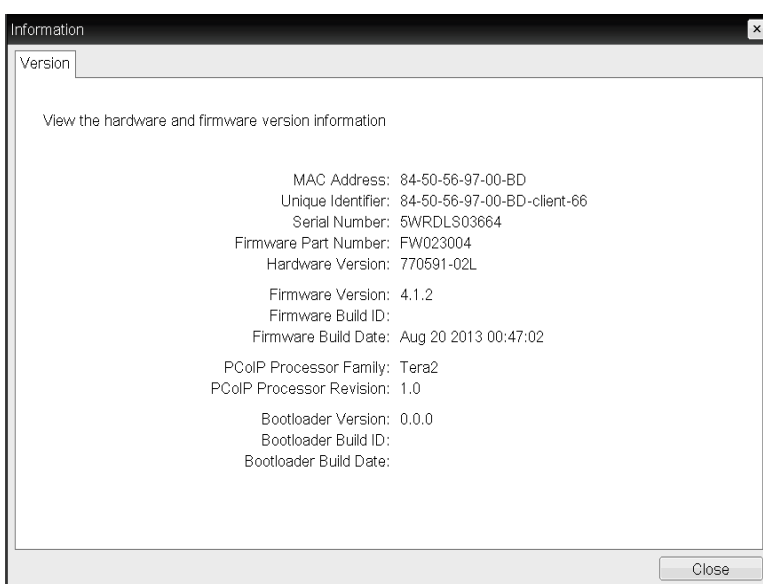 Information
Version
View the hardware and firmware version information
MAC Address: 84-50-56-97-00-BD
Unique Identifier: 84-50-56-97-00-BD-client-66
Serial Number: 5WRDLS03664
Firmware Part Number: FW023004
Hardware Version: 770591-02L
Firmware Version: 4.1.2
Firmware Build ID:
Firmware Build Date: Aug 20 2013 00:47:02
PCoIP Processor Family: Tera2
PCoIP Processor Revision: 1.0
Bootloader Version: 0.0.0
Bootloader Build ID:
Bootloader Build Date:
Close